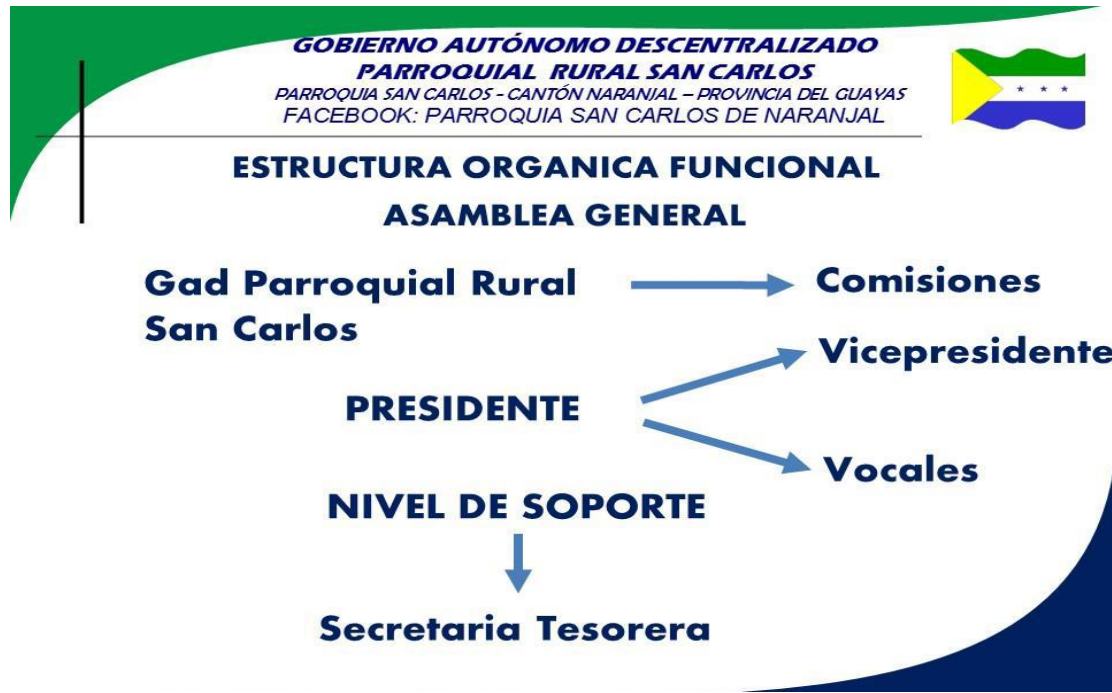 GOBIERNO AUTÓNOMO DESCENTRALIZADO
PARROQUIAL RURAL SAN CARLOS
PARROQUIA SAN CARLOS - CANTÓN NARANJAL – PROVINCIA DEL GUAYAS
FACEBOOK: PARROQUIA SAN CARLOS DE NARANJAL
ESTRUCTURA ORGANICA FUNCIONAL
ASAMBLEA GENERAL
Gad Parroquial Rural
San Carlos
Comisiones
Vicepresidente
PRESIDENTE
Vocales
NIVEL DE SOPORTE
Secretaria Tesorera